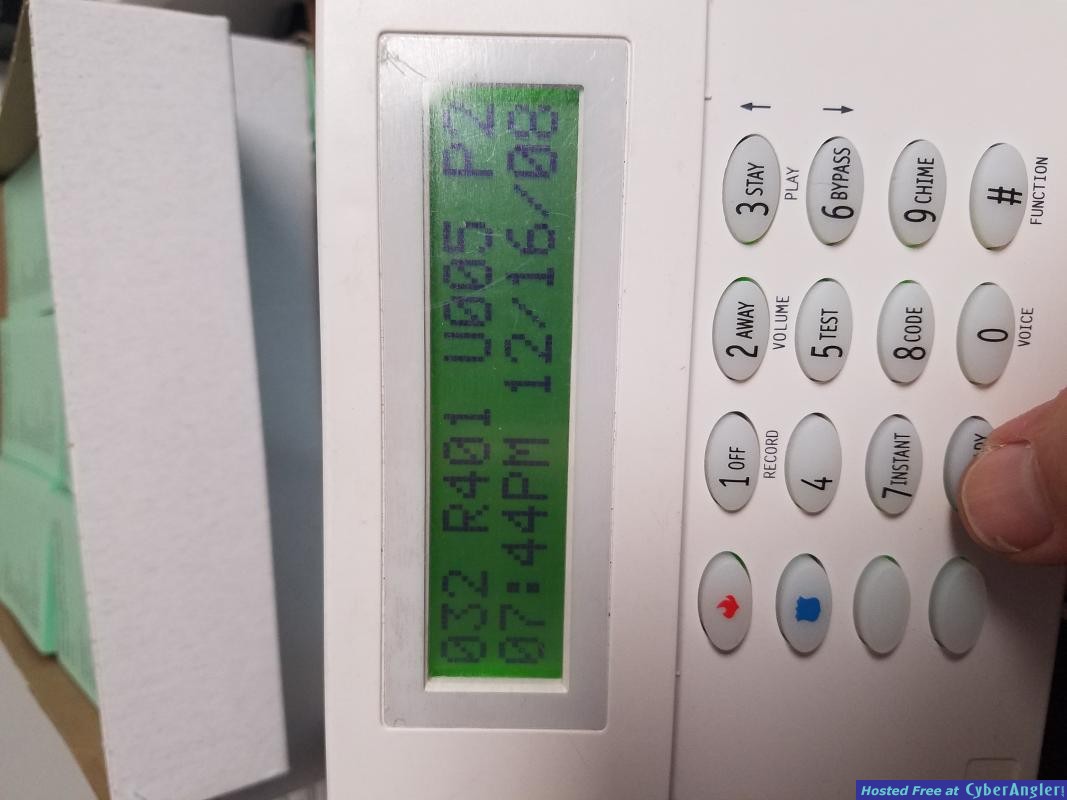 032 R401 U005 P2
07:44PM 12/16/08
1 OFF
2 AWAY
3 STAY
RECORD
VOLUME
PLAY
4
5 TEST
6 BYPASS
7 INSTANT
8 CODE
9 CHIME
0
#
VOICE
FUNCTION
Hosted Free at CyberAngler